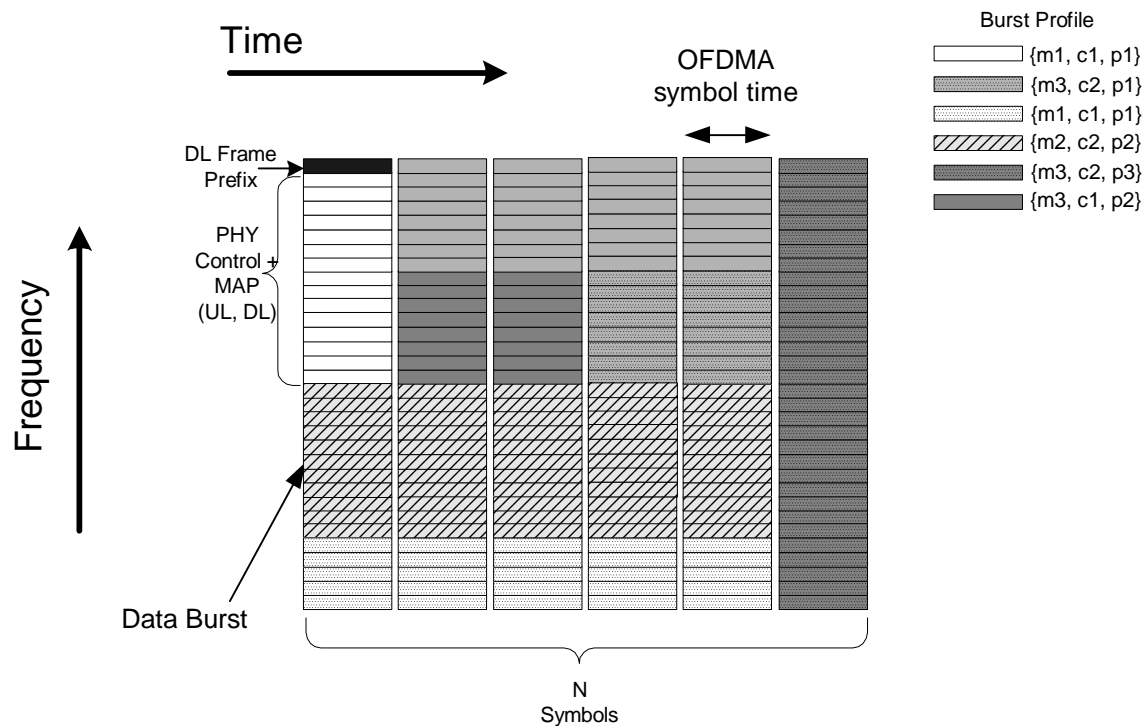 Time
OFDMA
symbol time
Burst Profile
{m1, c1, p1}
{m3, c2, p1}
{m1, c1, p1}
{m2, c2, p2}
{m3, c2, p3}
{m3, c1, p2}
DL Frame
Prefix
PHY
Control +
MAP
(UL, DL)
Frequency
Data Burst
N
Symbols